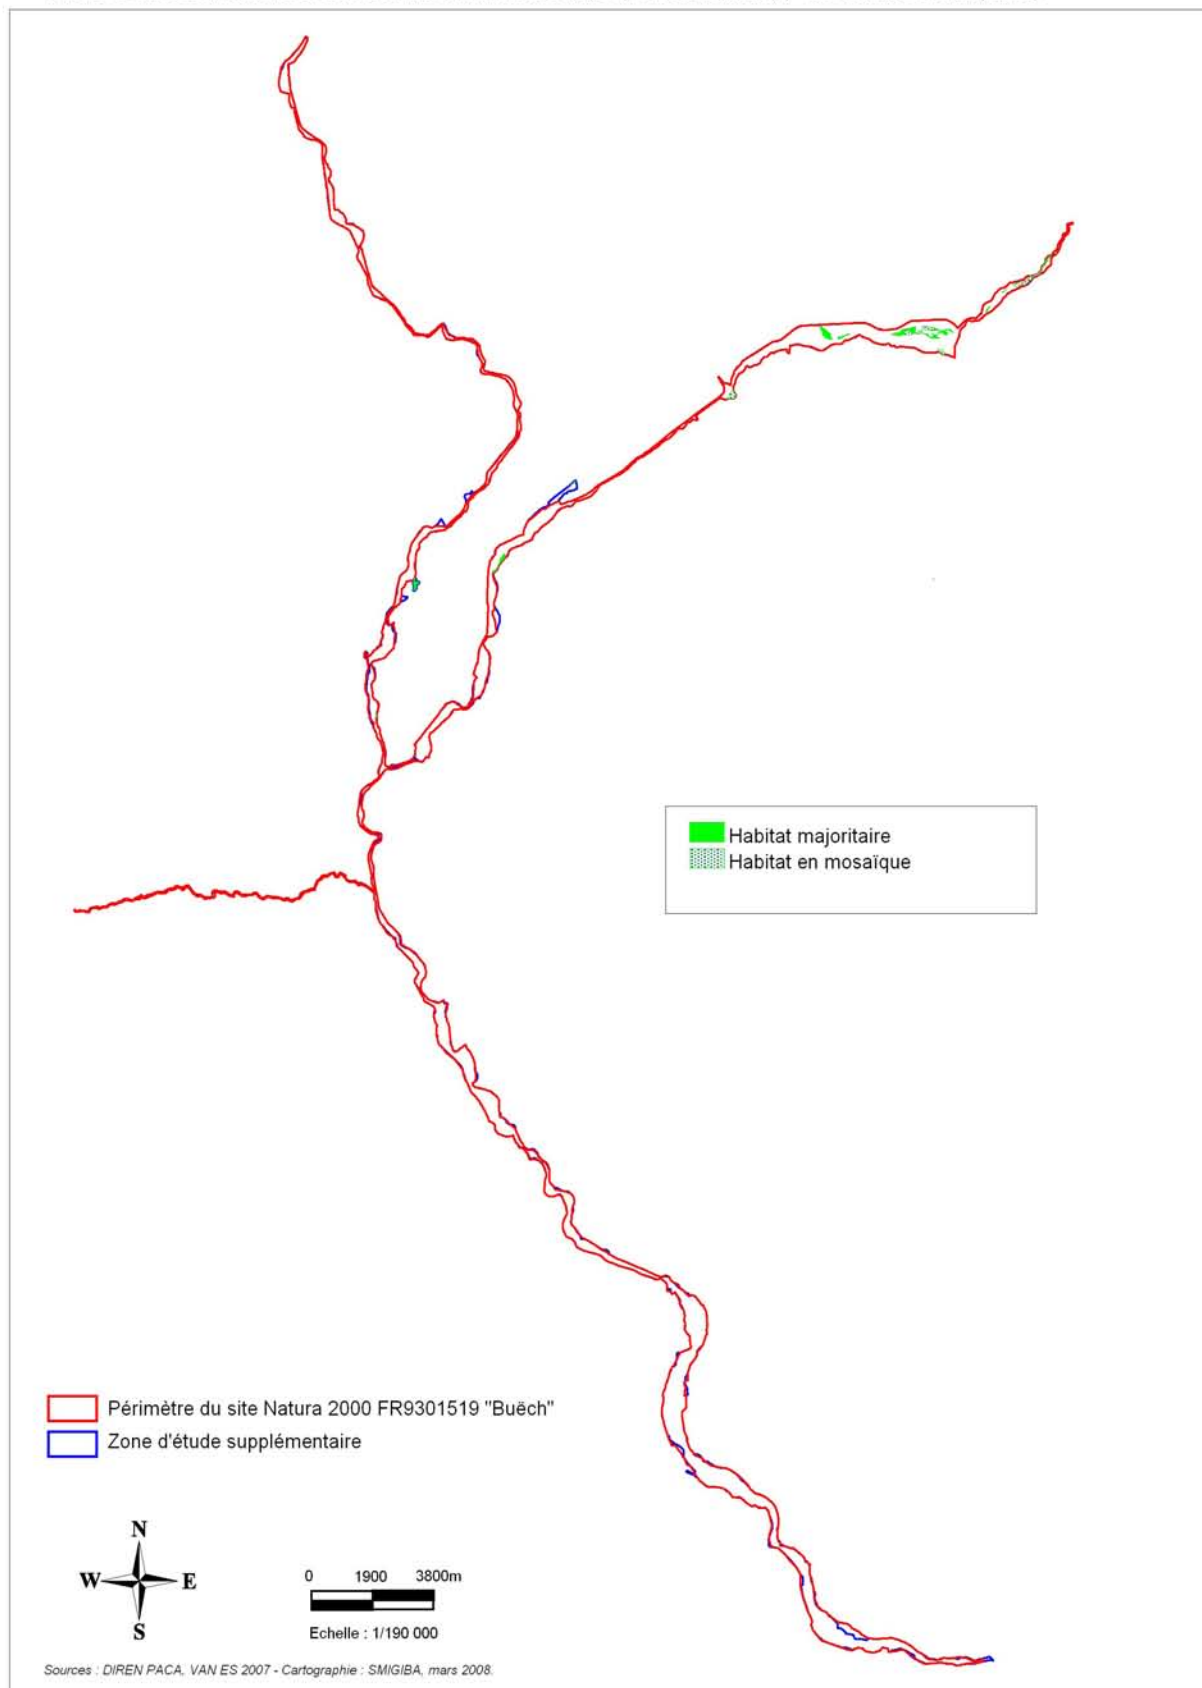 Habitat majoritaire
Habitat en mosaïque
Périmètre du site Natura 2000 FR9301519 "Buëch"
Zone d'étude supplémentaire
N
W E
S
0 1900 3800m
Echelle : 1/190 000
Sources : DIREN PACA, VAN ES 2007 - Cartographie : SMIGIBA, mars 2008.